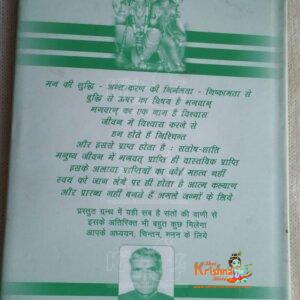 मन की शुद्धि - अन्तःकरण की निर्मलता - निष्कामता से
बुद्धि से ऊपर का विषय है भगवान्
भगवान् का एक नाम है विश्वास
जीवन में विश्वास करने से
हम होते हैं निश्चिन्त
और इससे प्राप्त होता है : संतोष-शांति
मनुष्य जीवन में भगवत् प्राप्ति ही वास्तविक प्राप्ति
इसके अलावा प्राप्तियों का कोई महत्व नहीं
स्वयं को जान लेने पर ही होता है आत्म कल्याण
और प्रारब्ध नहीं बनते हैं अगले जन्मों के लिये
प्रस्तुत ग्रन्थ में यही सब है संतों की वाणी से
इसके अतिरिक्त भी बहुत कुछ मिलेगा
आपके अध्ययन, चिन्तन, मनन के लिये
Shri
Krishna